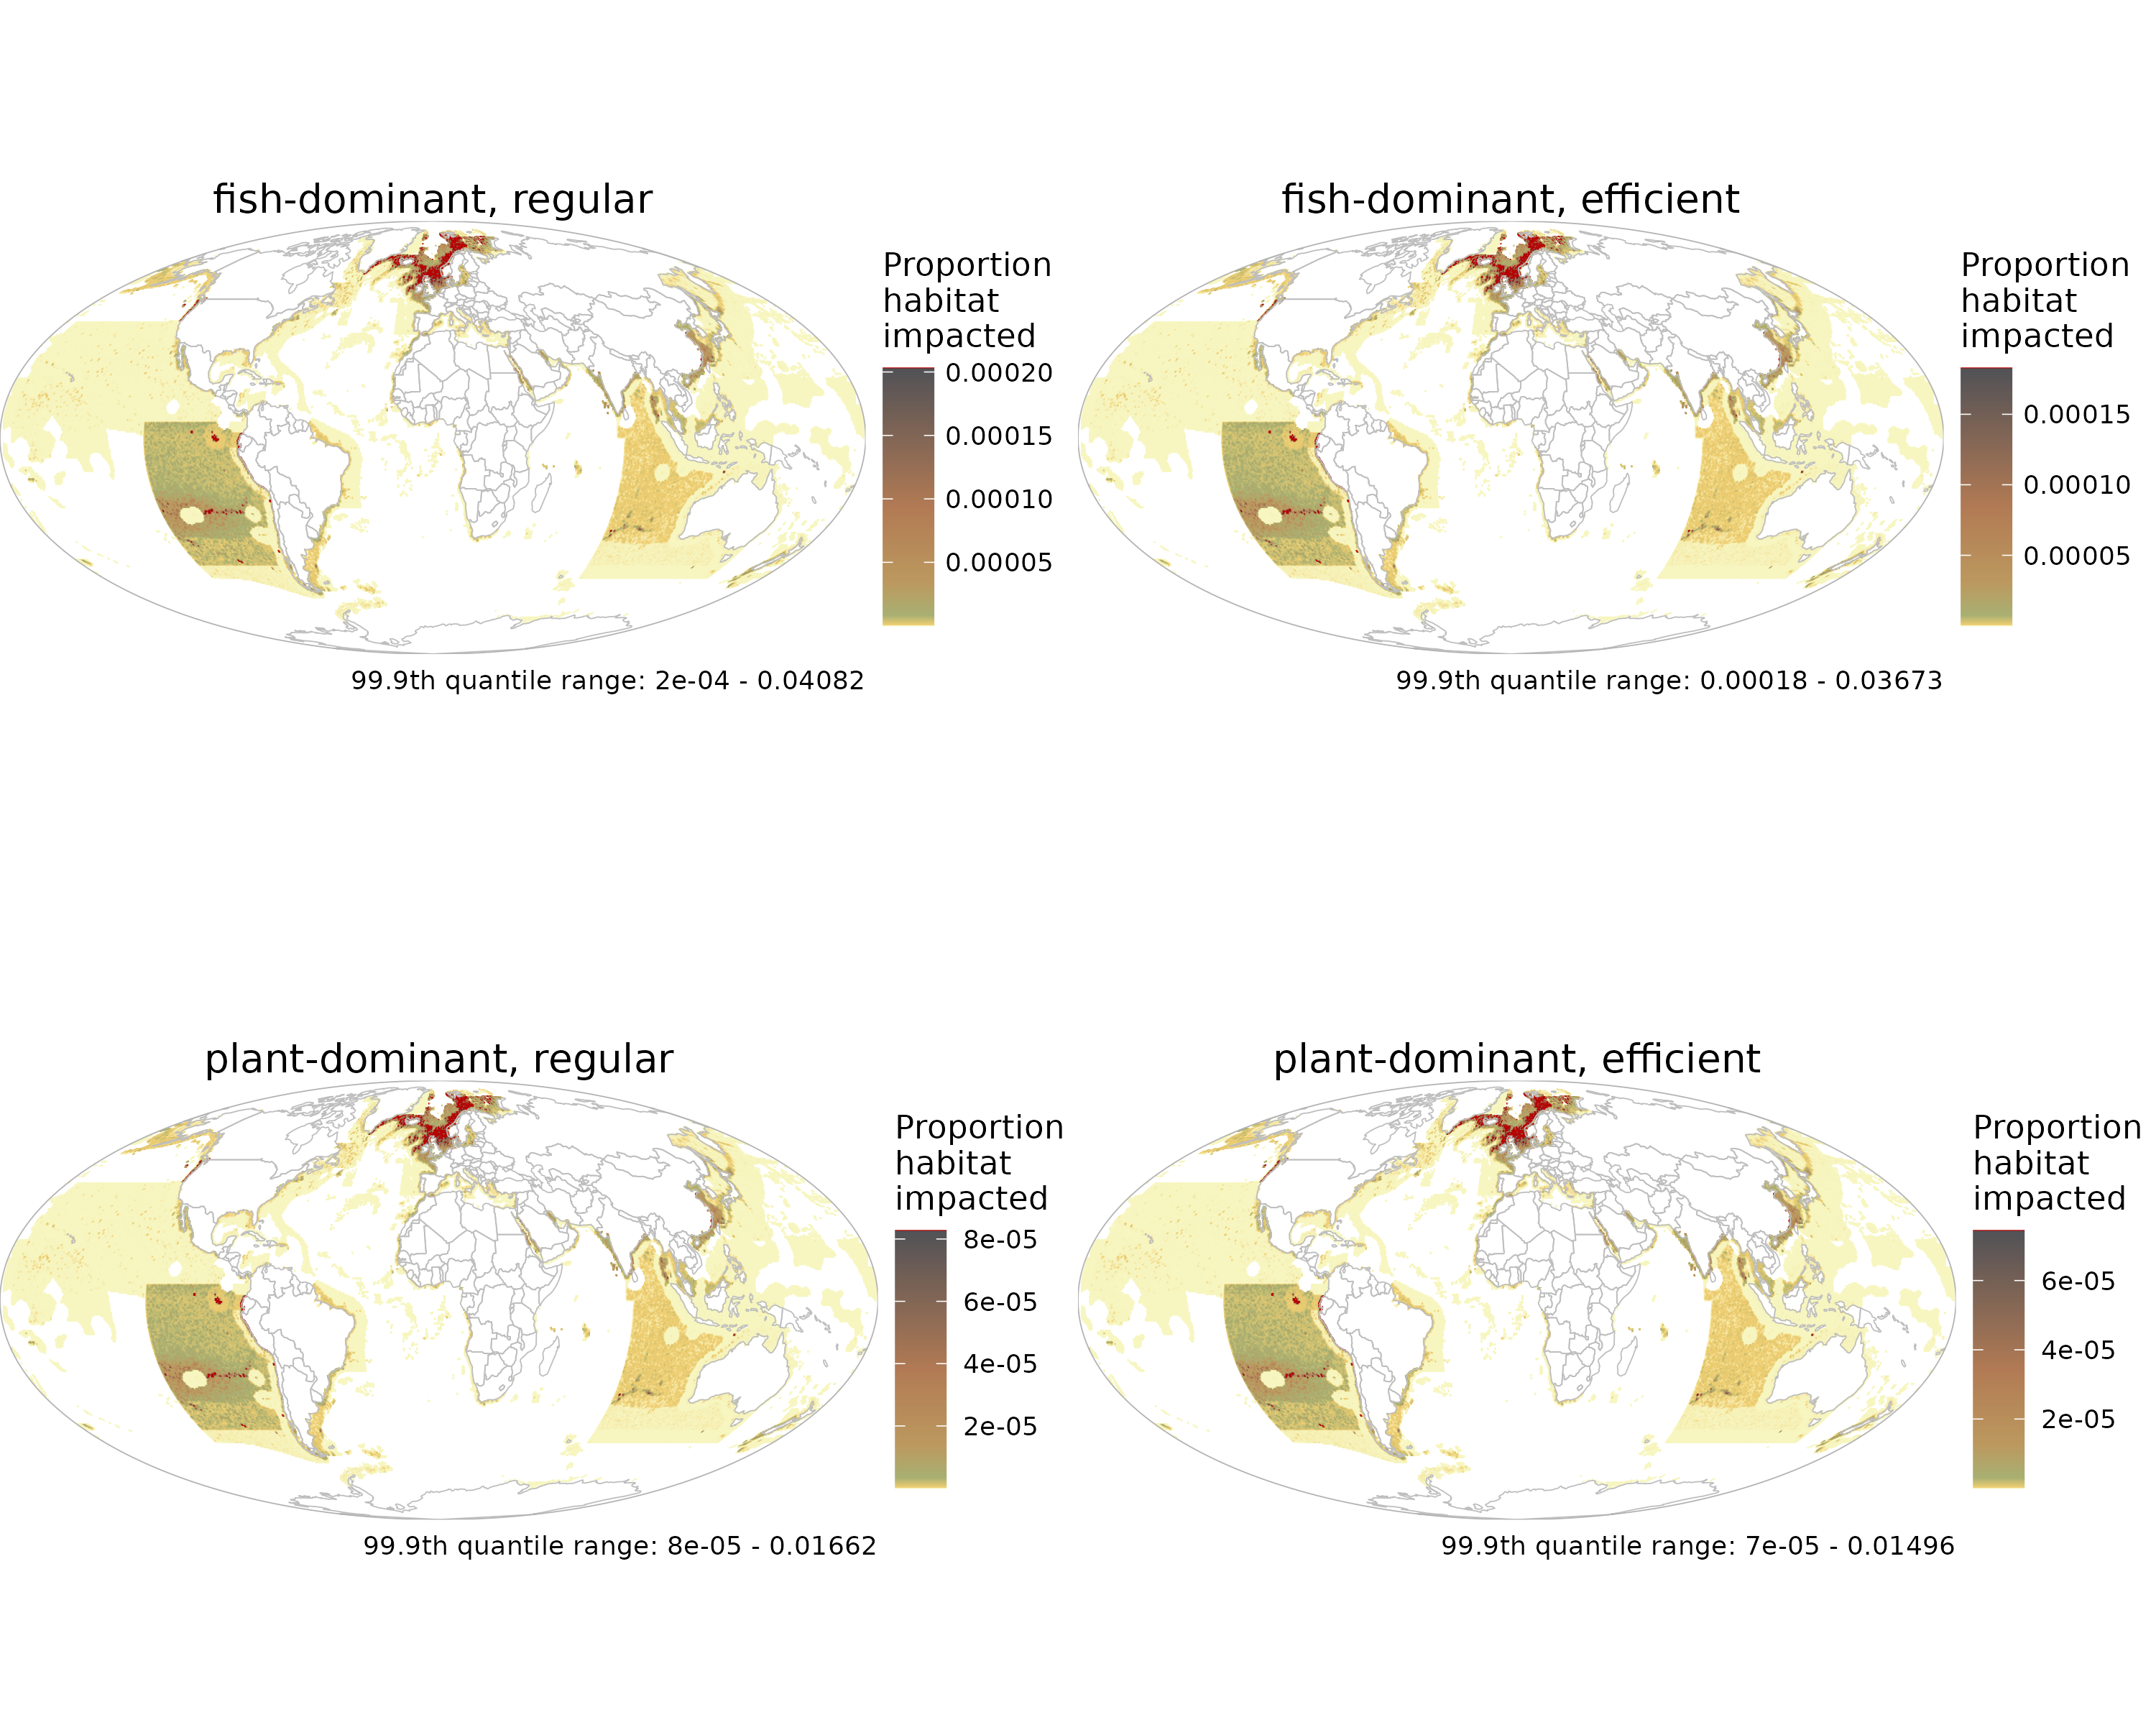 fish-dominant, regular
Proportion
habitat
impacted
0.00020
0.00015
0.00010
0.00005
99.9th quantile range: 2e-04 - 0.04082
fish-dominant, efficient
Proportion
habitat
impacted
0.00015
0.00010
0.00005
99.9th quantile range: 0.00018 - 0.03673
plant-dominant, regular
Proportion
habitat
impacted
8e-05
6e-05
4e-05
2e-05
99.9th quantile range: 8e-05 - 0.01662
plant-dominant, efficient
Proportion
habitat
impacted
6e-05
4e-05
2e-05
99.9th quantile range: 7e-05 - 0.01496